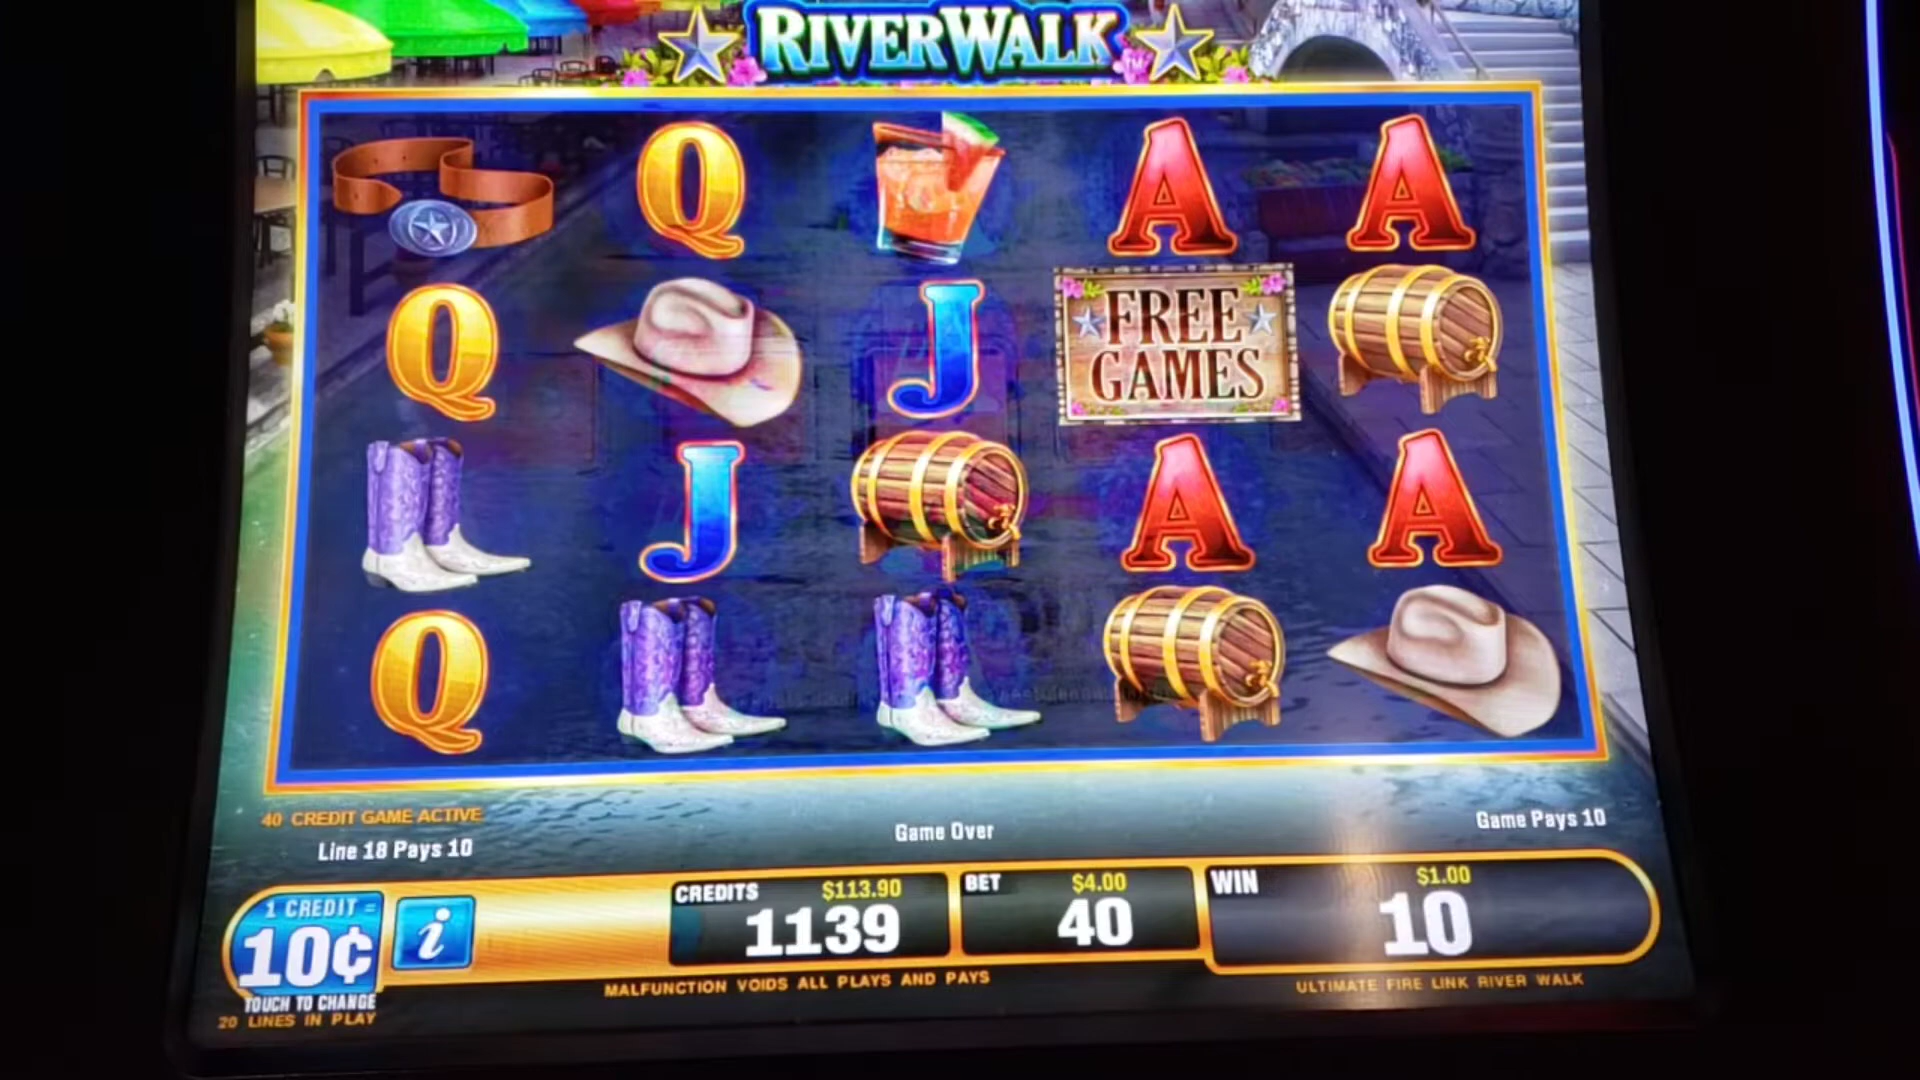 RIVERWALK
TM
Q A A
Q J FREE GAMES
J A A
Q
40 CREDIT GAME ACTIVE
Line 18 Pays 10
Game Over
Game Pays 10
1 CREDIT =
10¢
TOUCH TO CHANGE
20 LINES IN PLAY
i
CREDITS $113.90
1139
BET $4.00
40
WIN $1.00
10
MALFUNCTION VOIDS ALL PLAYS AND PAYS
ULTIMATE FIRE LINK RIVER WALK